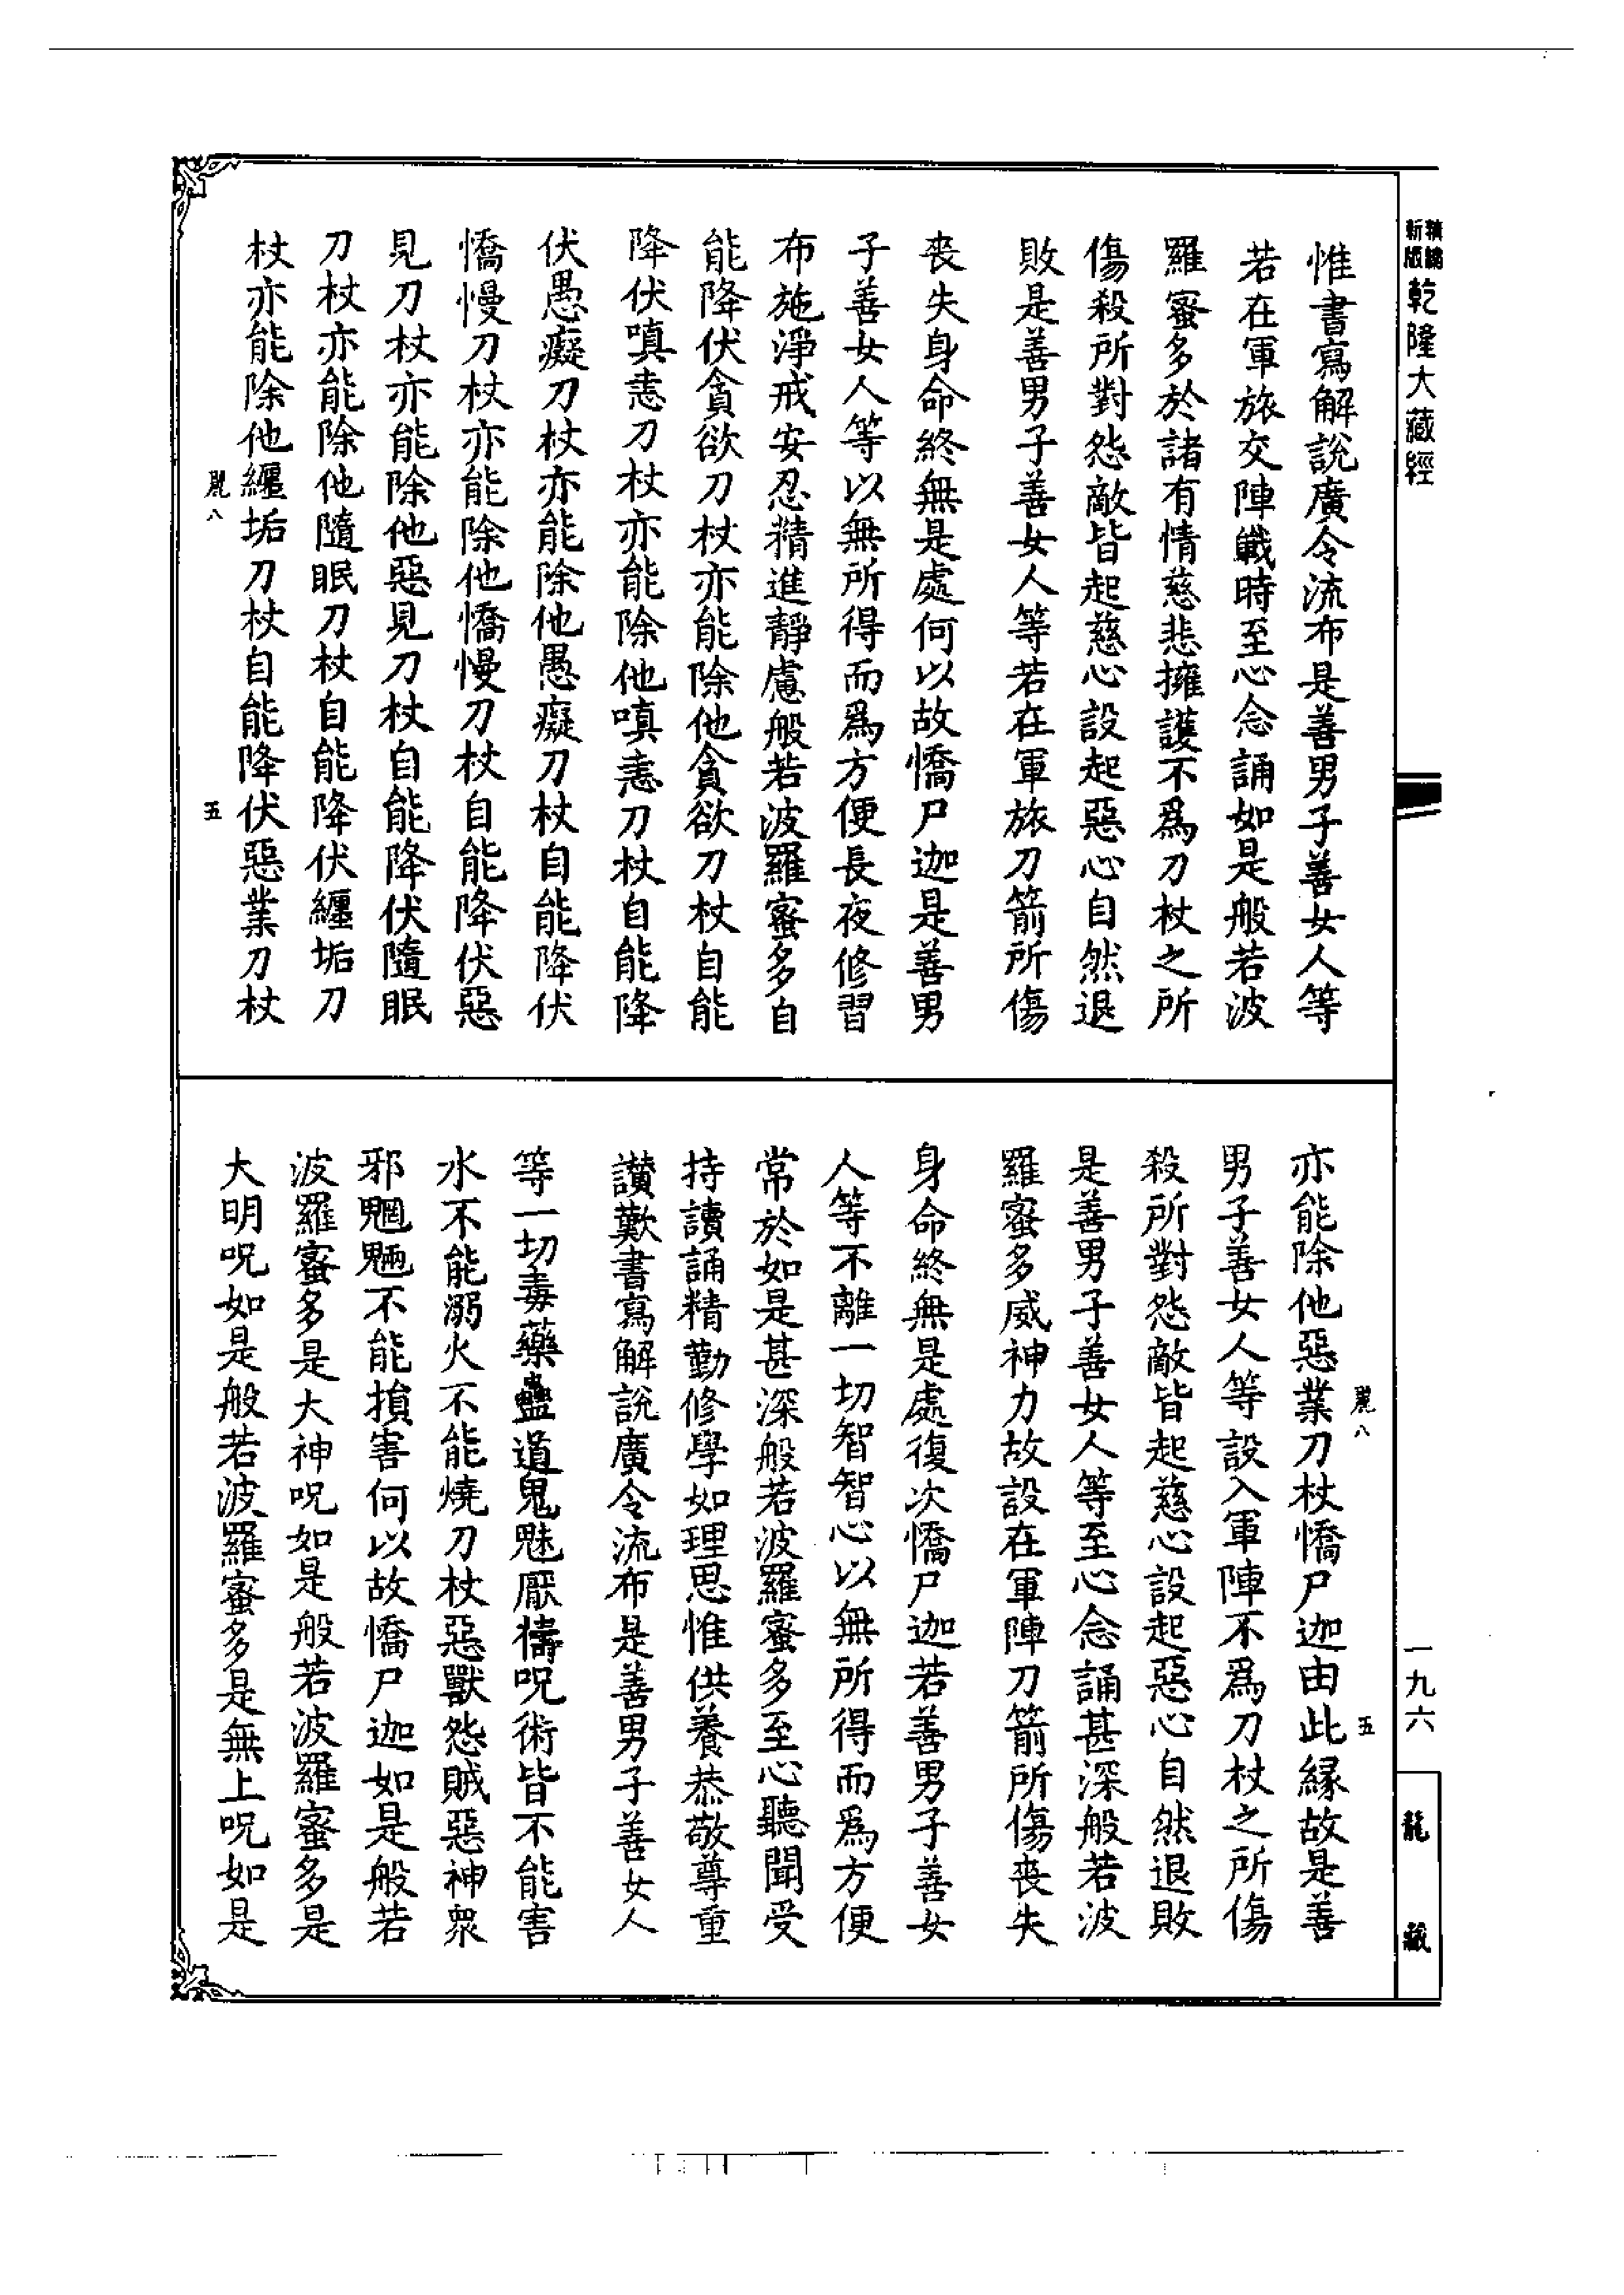 新版
精編
乾隆大藏經
惟書寫解說廣令流布是善男子善女人等
若在軍旅交陣戰時至心念誦如是般若波
羅蜜多於諸有情慈悲擁護不為刀杖之所
傷殺所對怨敵皆起慈心設起惡心自然退
敗是善男子善女人等若在軍旅刀箭所傷
喪失身命終無是處何以故憍尸迦是善男
子善女人等以無所得而為方便長夜修習
布施淨戒安忍精進靜慮般若波羅蜜多自
能降伏貪欲刀杖亦能除他貪欲刀杖自能
降伏嗔恚刀杖亦能除他嗔恚刀杖自能降
伏愚癡刀杖亦能除他愚癡刀杖自能降伏
憍慢刀杖亦能除他憍慢刀杖自能降伏惡
見刀杖亦能除他惡見刀杖自能降伏隨眠
刀杖亦能除他隨眠刀杖自能降伏纏垢刀
杖亦能除他纏垢刀杖自能降伏惡業刀杖
麗八 五
麗八 五
亦能除他惡業刀杖憍尸迦由此緣故是善
男子善女人等設入軍陣不為刀杖之所傷
殺所對怨敵皆起慈心設起惡心自然退敗
是善男子善女人等至心念誦甚深般若波
羅蜜多威神力故設在軍陣刀箭所傷喪失
身命終無是處復次憍尸迦若善男子善女
人等不離一切智智心以無所得而為方便
常於如是甚深般若波羅蜜多至心聽聞受
持讀誦精勤修學如理思惟供養恭敬尊重
讚歎書寫解說廣令流布是善男子善女人
等一切毒藥蠱道鬼魅厭禱呪術皆不能害
水不能溺火不能燒刀杖惡獸怨賊惡神眾
邪魍魎不能損害何以故憍尸迦如是般若
波羅蜜多是大神呪如是般若波羅蜜多是
大明呪如是般若波羅蜜多是無上呪如是
一九六
龍藏